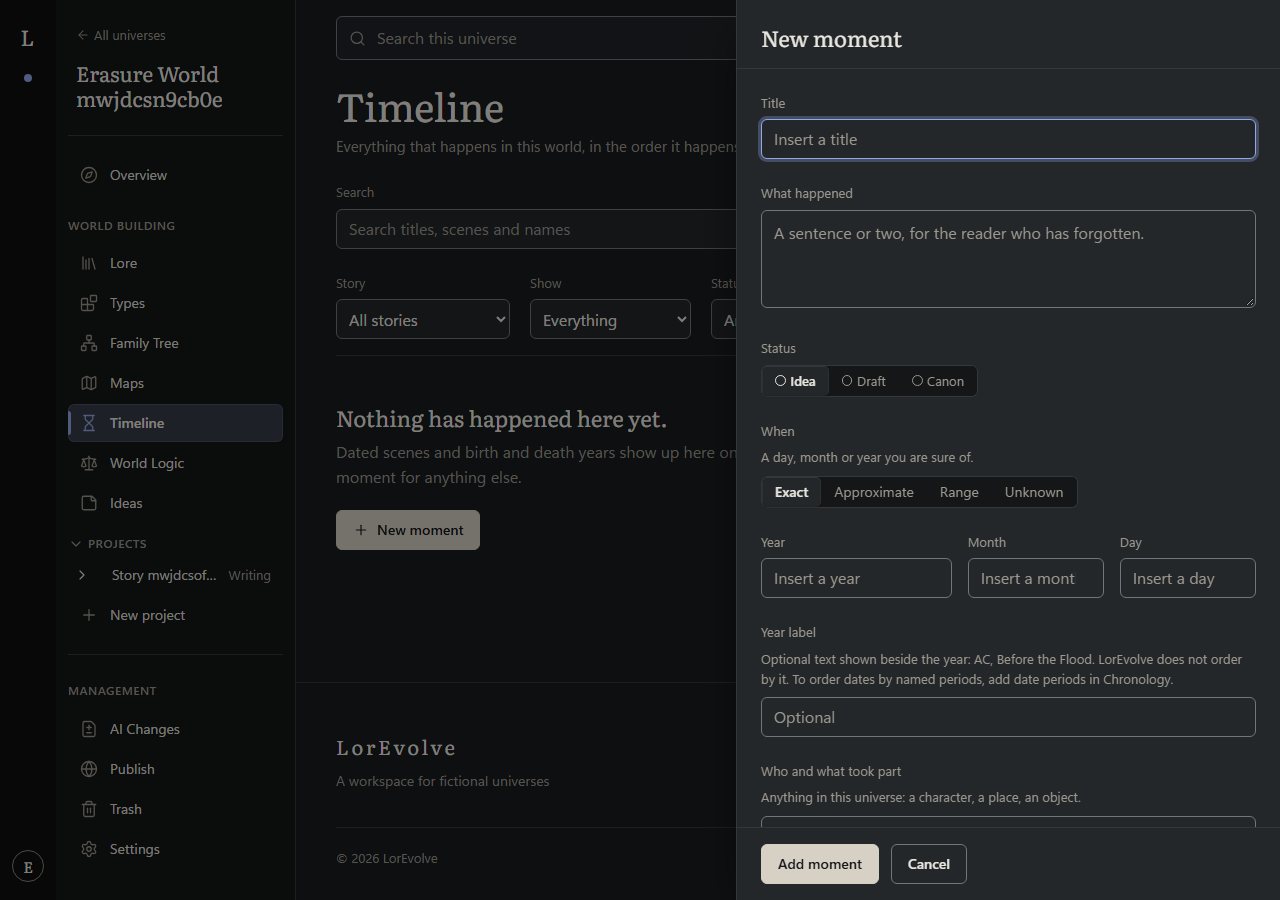 L
All universes
Erasure World
mwjdcsn9cb0e
Overview
WORLD BUILDING
Lore
Types
Family Tree
Maps
Timeline
World Logic
Ideas
PROJECTS
Story mwjdcsof... Writing
New project
MANAGEMENT
AI Changes
Publish
Trash
Settings
E
Search this universe
Timeline
Everything that happens in this world, in the order it happens
Search
Search titles, scenes and names
Story Show
All stories Everything
Nothing has happened here yet.
Dated scenes and birth and death years show up here on
moment for anything else.
New moment
LorEvolve
A workspace for fictional universes
© 2026 LorEvolve
New moment
Title
Insert a title
What happened
A sentence or two, for the reader who has forgotten.
Status
Idea Draft Canon
When
A day, month or year you are sure of.
Exact Approximate Range Unknown
Year Month Day
Insert a year Insert a mont Insert a day
Year label
Optional text shown beside the year: AC, Before the Flood. LorEvolve does not order
by it. To order dates by named periods, add date periods in Chronology.
Optional
Who and what took part
Anything in this universe: a character, a place, an object.
Add moment Cancel